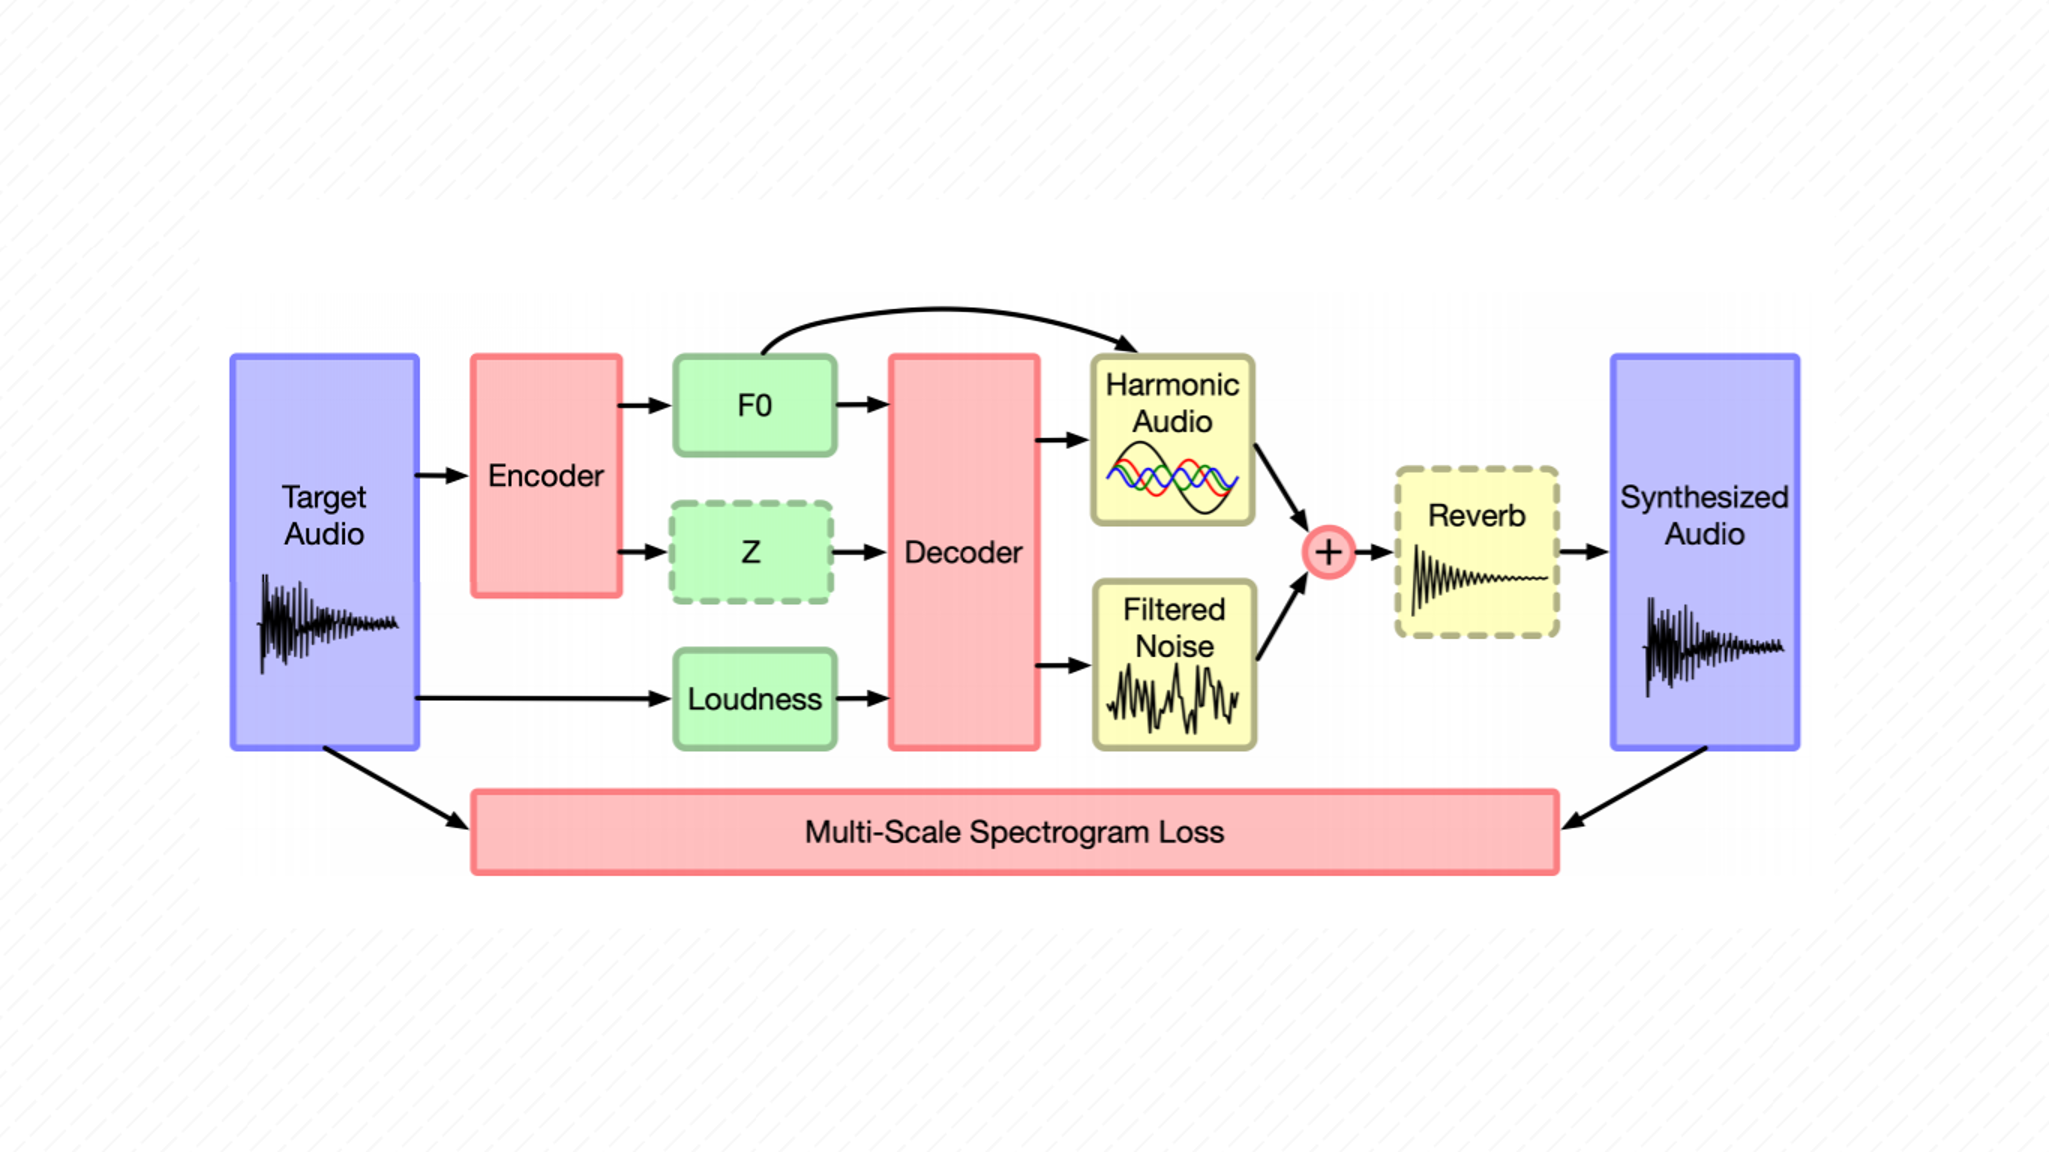 Target
Audio
Encoder
F0
Z
Loudness
Decoder
Harmonic
Audio
Filtered
Noise
+
Reverb
Synthesized
Audio
Multi-Scale Spectrogram Loss